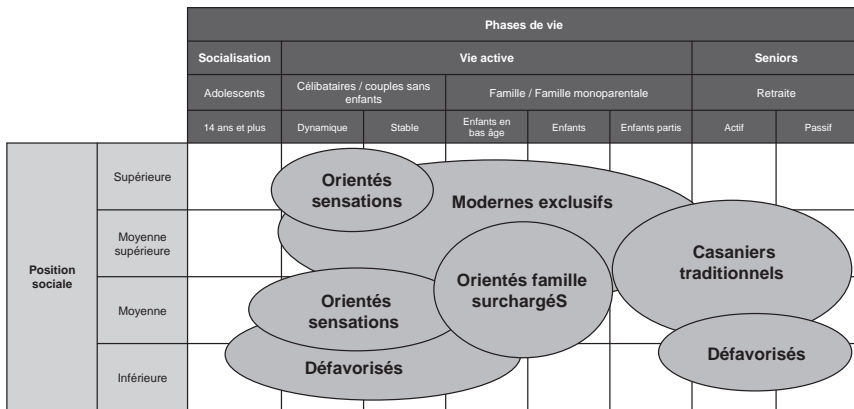 Phases de vie
Socialisation
Vie active
Seniors
Adolescents
Célibataires / couples sans
enfants
Famille / Famille monoparentale
Retraite
14 ans et plus
Dynamique
Stable
Enfants en
bas âge
Enfants
Enfants partis
Actif
Passif
Position
sociale
Supérieure
Moyenne
supérieure
Moyenne
Inférieure
Orientés
sensations
Modernes exclusifs
Casaniers
traditionnels
Orientés famille
surchargéS
Orientés
sensations
Défavorisés
Défavorisés